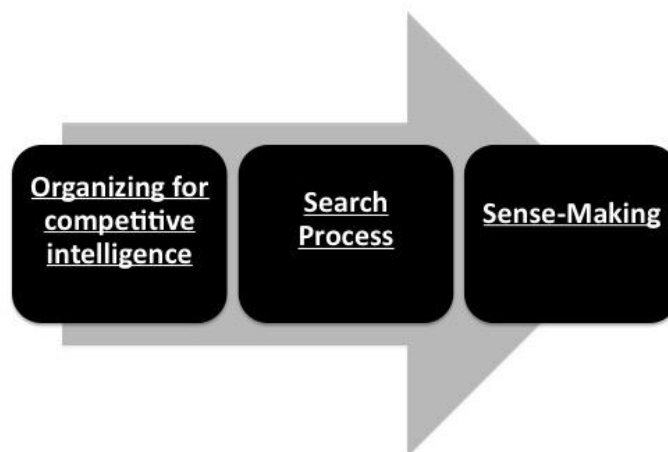 Organizing for
competitive
intelligence
Search
Process
Sense-Making